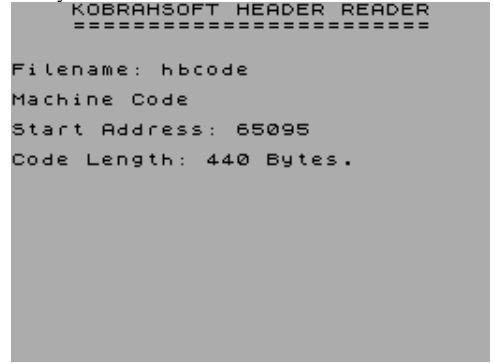 KOBRAHSOFT HEADER READER
========================
Filename: hbcode
Machine Code
Start Address: 65095
Code Length: 440 Bytes.